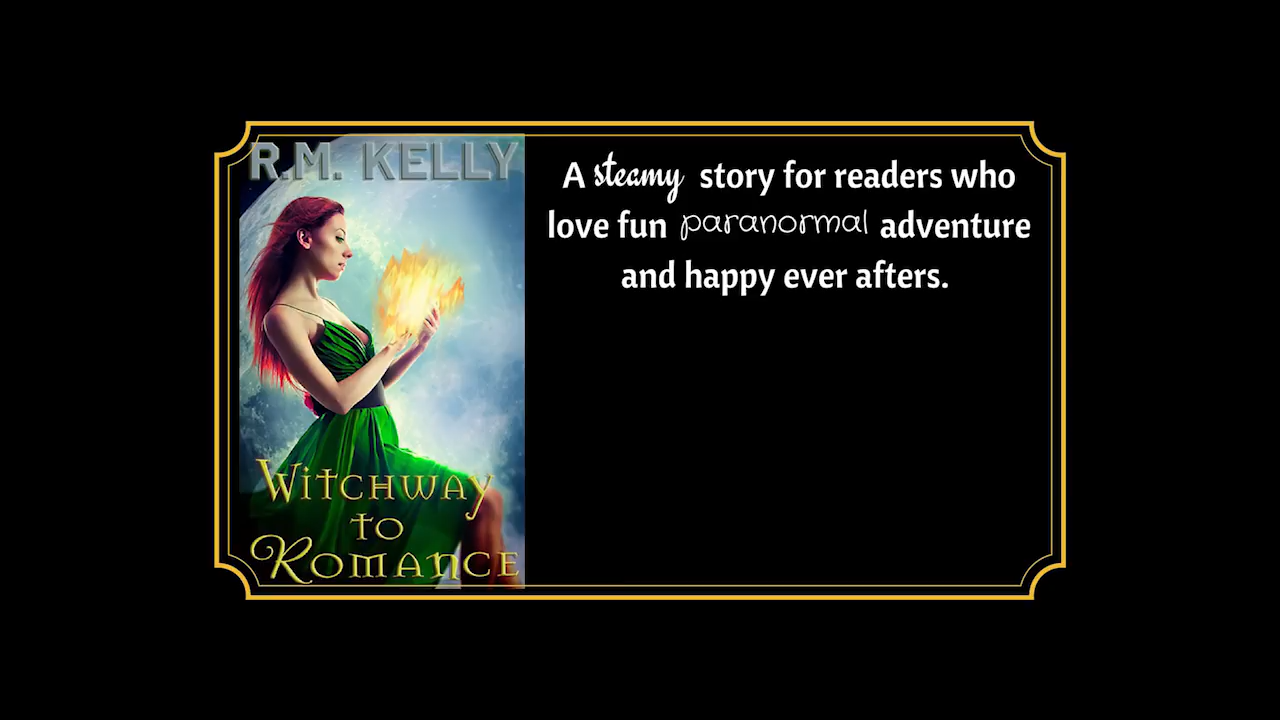 R.M. KELLY
WITCHWAY
TO
ROMANCE
A steamy story for readers who
love fun paranormal adventure
and happy ever afters.